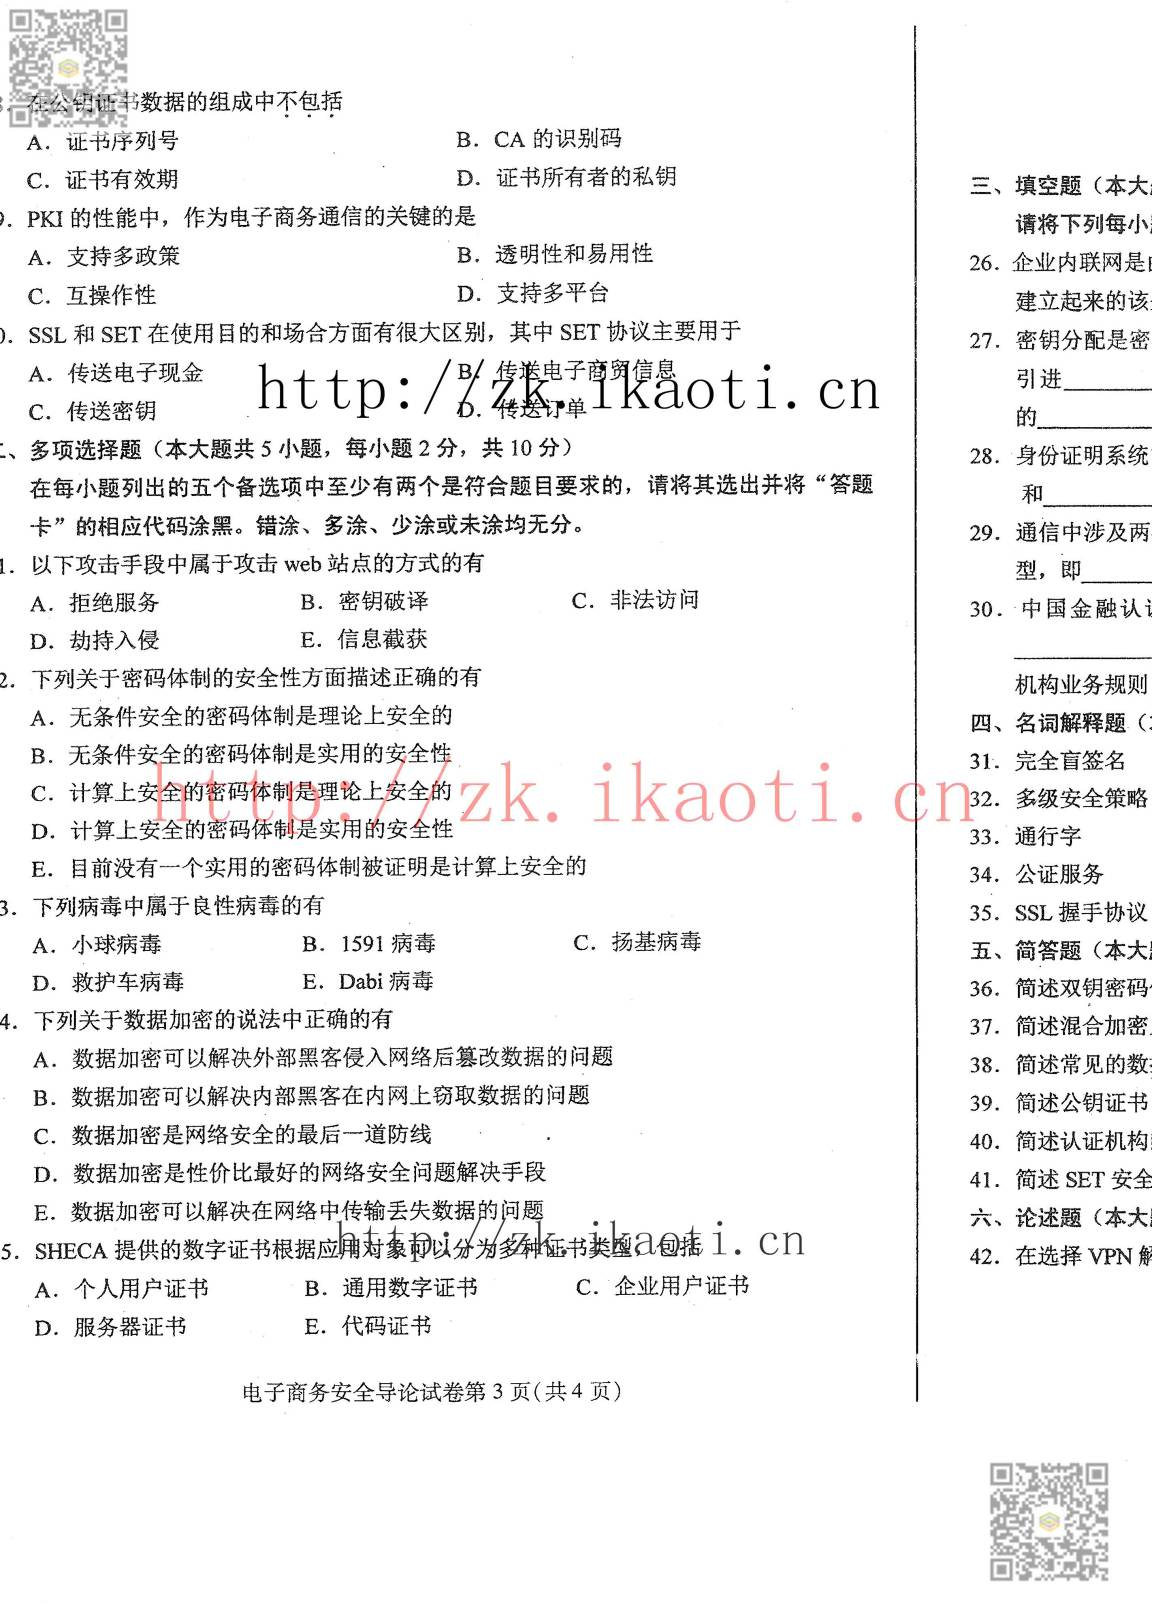 8．在公钥证书数据的组成中不包括
A．证书序列号 B．CA 的识别码
C．证书有效期 D．证书所有者的私钥
9．PKI 的性能中，作为电子商务通信的关键的是
A．支持多政策 B．透明性和易用性
C．互操作性 D．支持多平台
0．SSL 和 SET 在使用目的和场合方面有很大区别，其中 SET 协议主要用于
A．传送电子现金 B．传送电子商贸信息
http://zk.ikaoti.cn
C．传送密钥 D．传送订单
二、多项选择题（本大题共 5 小题，每小题 2 分，共 10 分）
在每小题列出的五个备选项中至少有两个是符合题目要求的，请将其选出并将“答题
卡”的相应代码涂黑。错涂、多涂、少涂或未涂均无分。
1．以下攻击手段中属于攻击 web 站点的方式的有
A．拒绝服务 B．密钥破译 C．非法访问
D．劫持入侵 E．信息截获
2．下列关于密码体制的安全性方面描述正确的有
A．无条件安全的密码体制是理论上安全的
B．无条件安全的密码体制是实用的安全性
http://zk.ikaoti.cn
C．计算上安全的密码体制是理论上安全的
D．计算上安全的密码体制是实用的安全性
E．目前没有一个实用的密码体制被证明是计算上安全的
3．下列病毒中属于良性病毒的有
A．小球病毒 B．1591 病毒 C．扬基病毒
D．救护车病毒 E．Dabi 病毒
4．下列关于数据加密的说法中正确的有
A．数据加密可以解决外部黑客侵入网络后篡改数据的问题
B．数据加密可以解决内部黑客在内网上窃取数据的问题
C．数据加密是网络安全的最后一道防线
D．数据加密是性价比最好的网络安全问题解决手段
E．数据加密可以解决在网络中传输丢失数据的问题
http://zk.ikaoti.cn
5．SHECA 提供的数字证书根据应用对象可以分为多种证书类型，包括
A．个人用户证书 B．通用数字证书 C．企业用户证书
D．服务器证书 E．代码证书
电子商务安全导论试卷第 3 页（共 4 页）
三、填空题（本大
请将下列每小
26．企业内联网是
建立起来的该
27．密钥分配是密
引进
的
28．身份证明系统
和
29．通信中涉及两
型，即
30．中国金融认
机构业务规则
四、名词解释题（
31．完全盲签名
32．多级安全策略
33．通行字
34．公证服务
35．SSL 握手协议
五、简答题（本大
36．简述双钥密码
37．简述混合加密
38．简述常见的数
39．简述公钥证书
40．简述认证机构
41．简述 SET 安全
六、论述题（本大
42．在选择 VPN 解